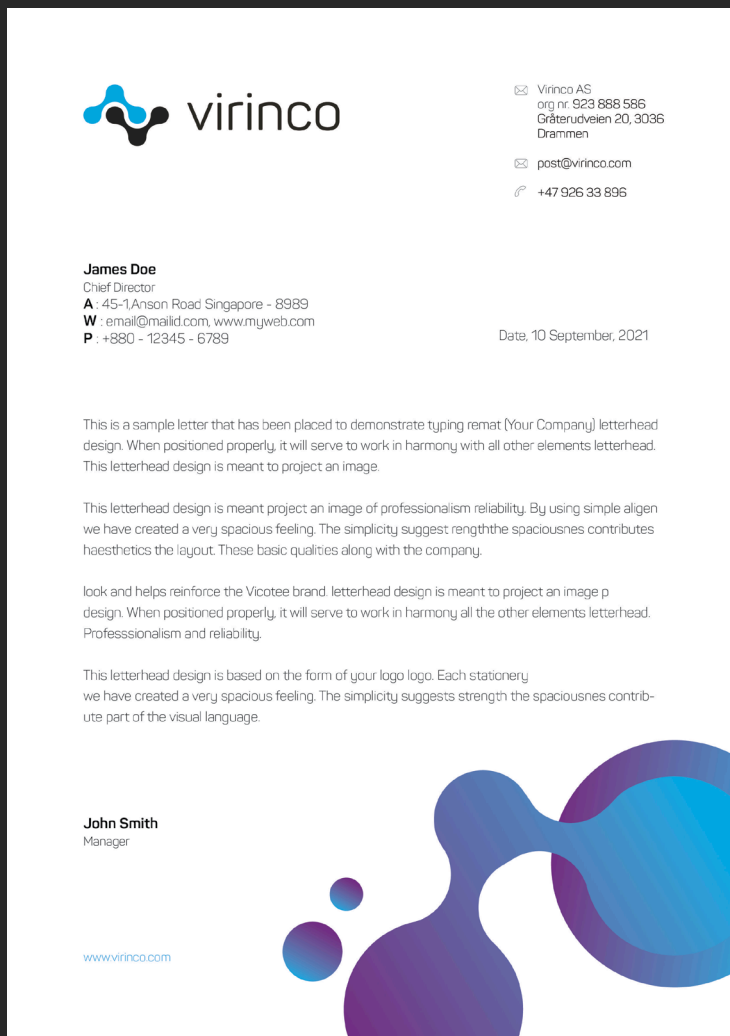 virinco
Virinco AS
org nr. 923 888 586
Gråterudveien 20, 3036
Drammen
post@virinco.com
+47 926 33 896
James Doe
Chief Director
A : 45-1,Anson Road Singapore - 8989
W : email@mailid.com, www.myweb.com
P : +880 - 12345 - 6789
Date, 10 September, 2021
This is a sample letter that has been placed to demonstrate typing remat (Your Company) letterhead
design. When positioned properly, it will serve to work in harmony with all other elements letterhead.
This letterhead design is meant to project an image.
This letterhead design is meant project an image of professionalism reliability. By using simple aligen
we have created a very spacious feeling. The simplicity suggest rengththe spaciousnes contributes
haesthetics the layout. These basic qualities along with the company.
look and helps reinforce the Vicotee brand. letterhead design is meant to project an image p
design. When positioned properly, it will serve to work in harmony all the other elements letterhead.
Professsionalism and reliability.
This letterhead design is based on the form of your logo logo. Each stationery
we have created a very spacious feeling. The simplicity suggests strength the spaciousnes contrib-
ute part of the visual language.
John Smith
Manager
www.virinco.com